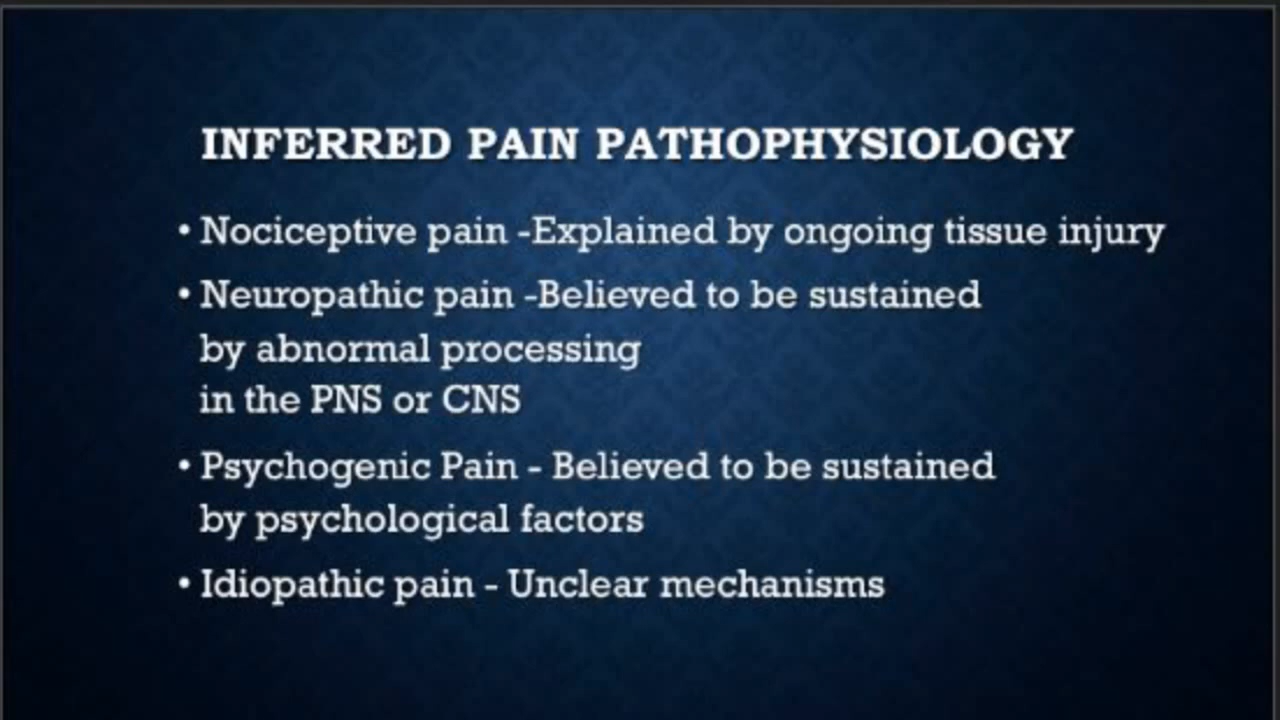 INFERRED PAIN PATHOPHYSIOLOGY
• Nociceptive pain -Explained by ongoing tissue injury
• Neuropathic pain -Believed to be sustained
by abnormal processing
in the PNS or CNS
• Psychogenic Pain - Believed to be sustained
by psychological factors
• Idiopathic pain - Unclear mechanisms